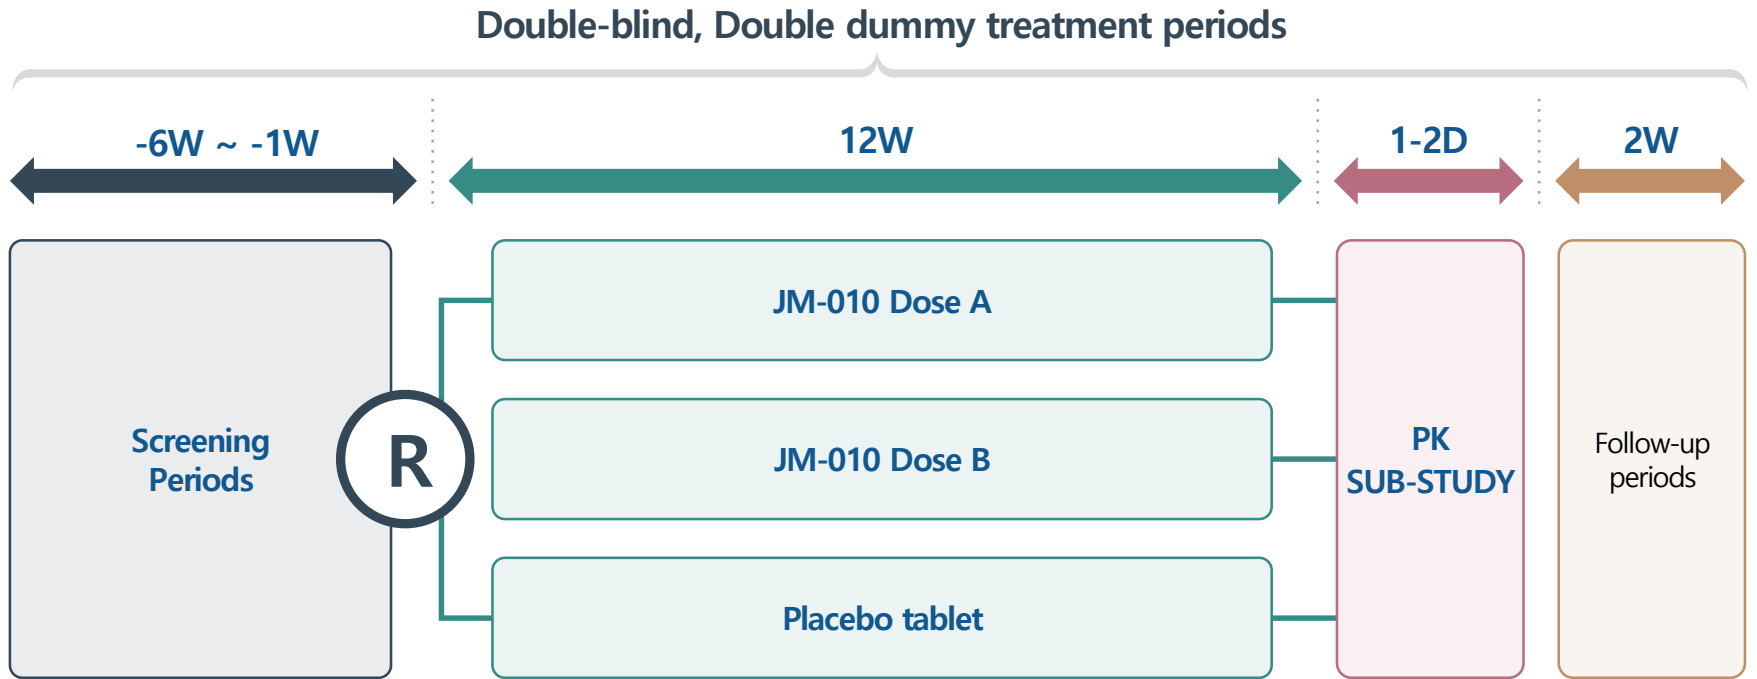 Double-blind, Double dummy treatment periods
-6W ~ -1W
12W
1-2D
2W
Screening
Periods
R
JM-010 Dose A
JM-010 Dose B
Placebo tablet
PK
SUB-STUDY
Follow-up
periods